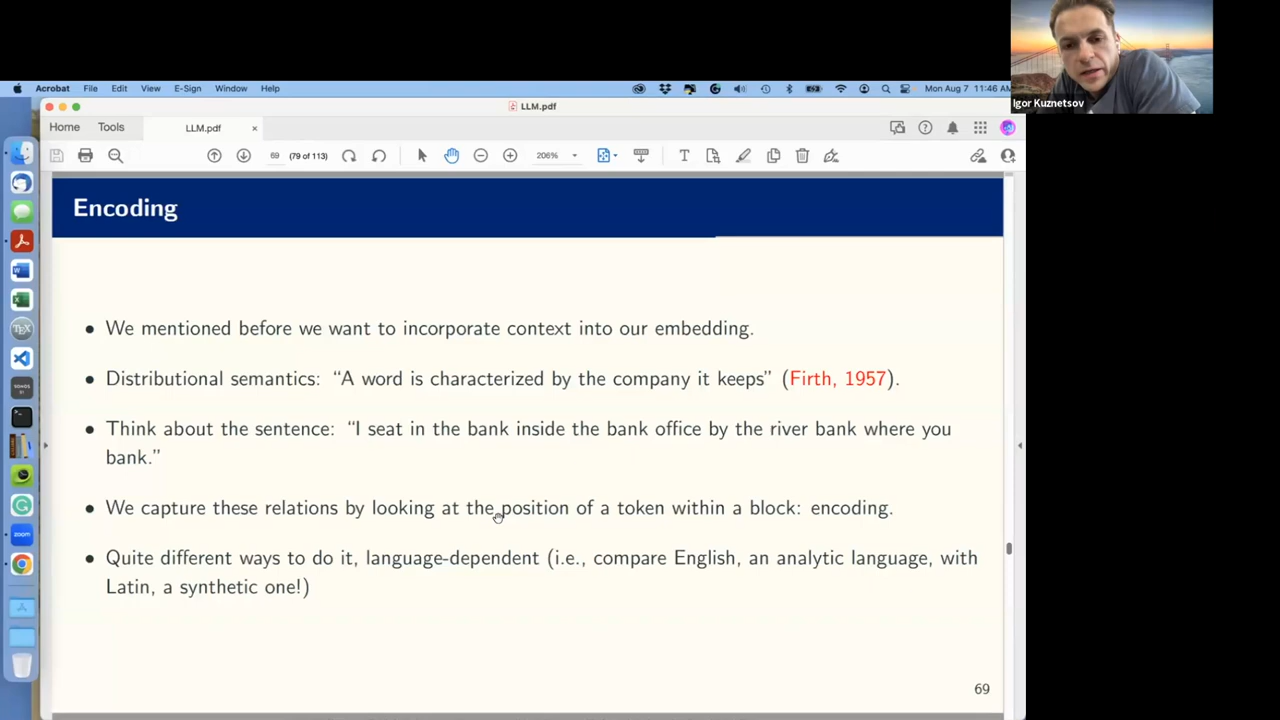 Igor Kuznetsov
Acrobat File Edit View E-Sign Window Help Mon Aug 7 11:46
LLM.pdf
Home Tools LLM.pdf ×
69 (79 of 113) 206%
Encoding
• We mentioned before we want to incorporate context into our embedding.
• Distributional semantics: “A word is characterized by the company it keeps” (Firth, 1957).
• Think about the sentence: “I seat in the bank inside the bank office by the river bank where you
bank.”
• We capture these relations by looking at the position of a token within a block: encoding.
• Quite different ways to do it, language-dependent (i.e., compare English, an analytic language, with
Latin, a synthetic one!)
zoom
69